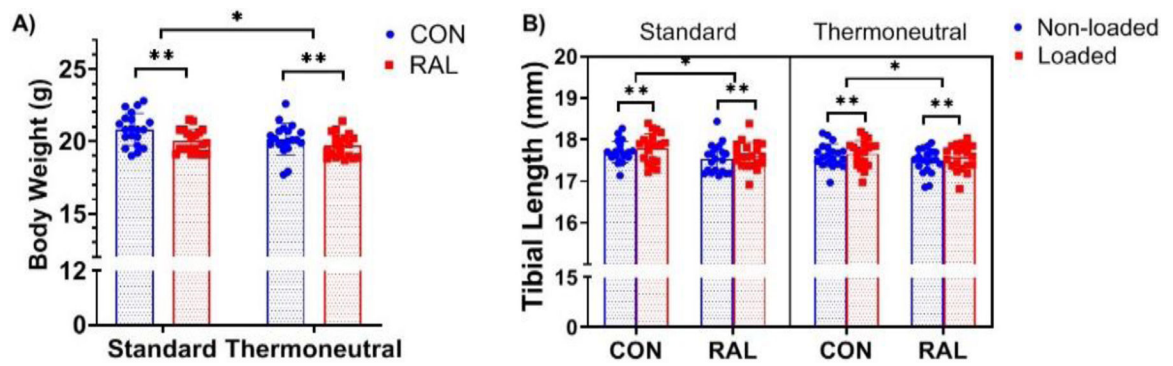 A)
*
CON
RAL
**
**
25
20
15
12
0
Body Weight (g)
Standard Thermoneutral
B)
Standard Thermoneutral
Non-loaded
Loaded
20
19
18
17
16
15
0
Tibial Length (mm)
*
*
**
**
**
**
CON RAL CON RAL